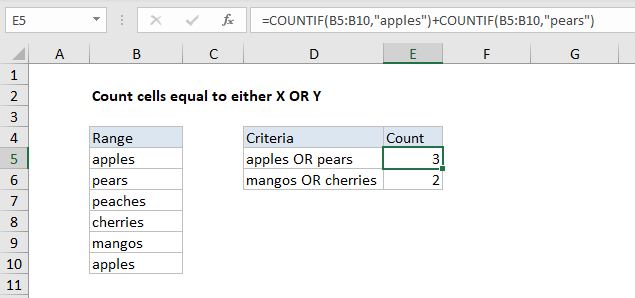 E5 fx =COUNTIF(B5:B10,"apples")+COUNTIF(B5:B10,"pears")
A B C D E F G
1
2 Count cells equal to either X OR Y
3
4 Range Criteria Count
5 apples apples OR pears 3
6 pears mangos OR cherries 2
7 peaches
8 cherries
9 mangos
10 apples
11